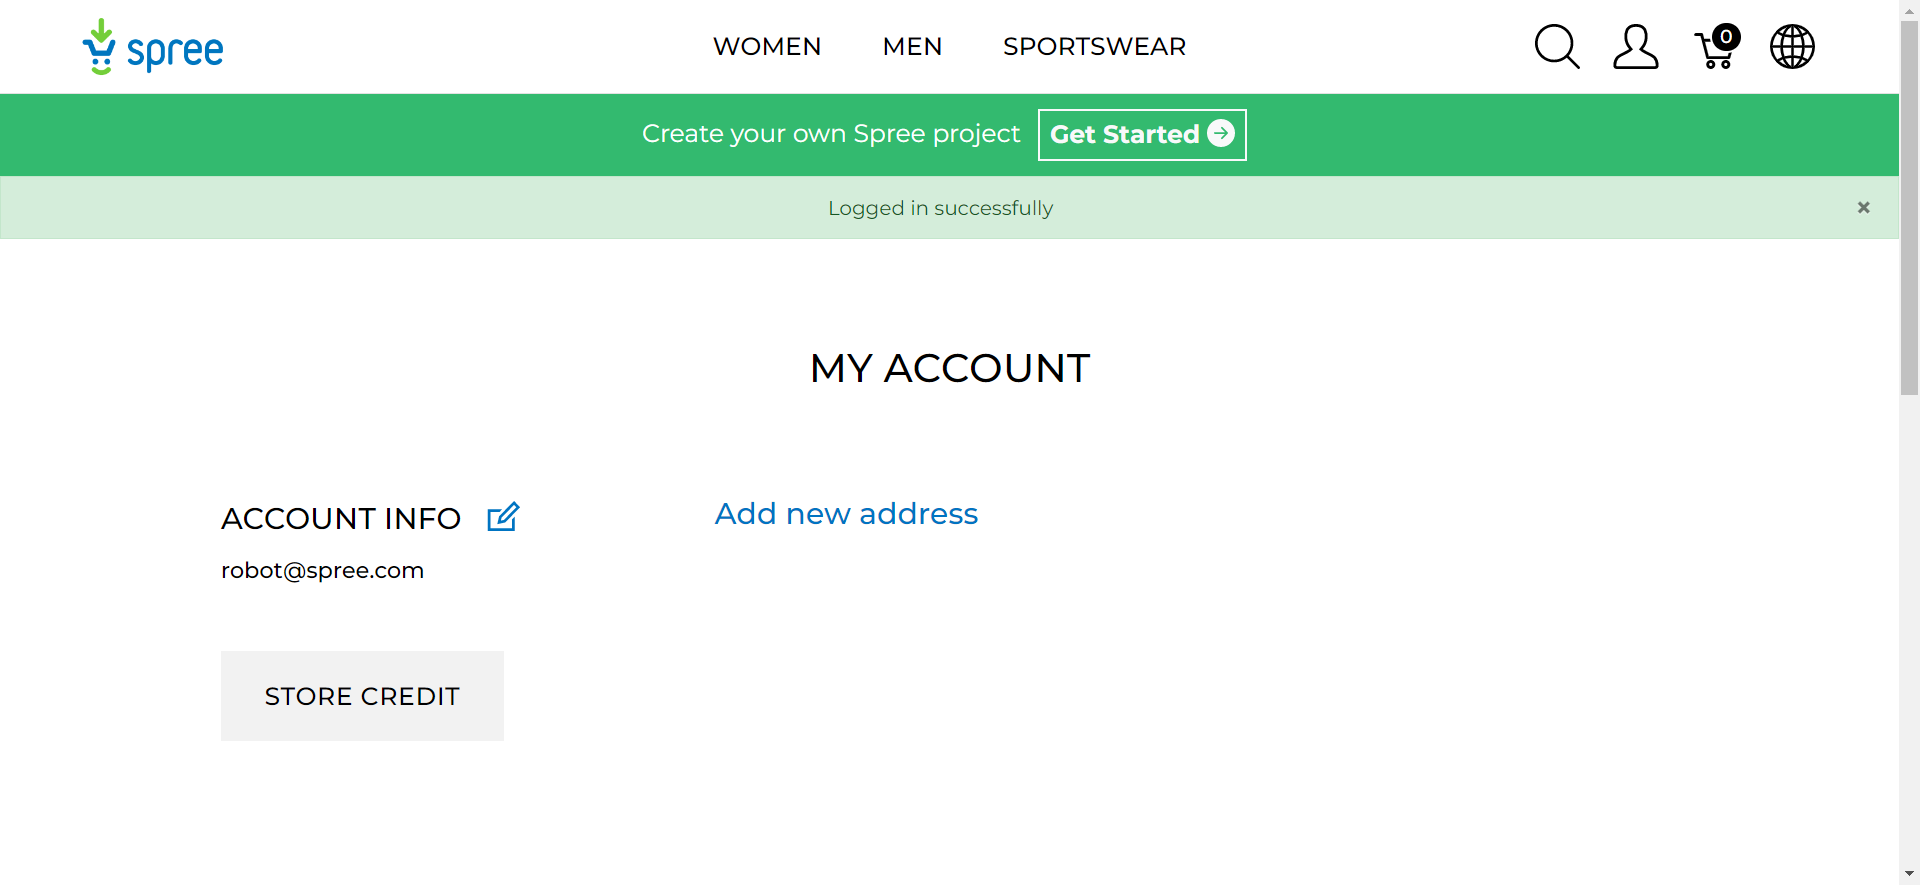 spree
WOMEN
MEN
SPORTSWEAR
0
Create your own Spree project
Get Started
Logged in successfully
×
MY ACCOUNT
ACCOUNT INFO
Add new address
robot@spree.com
STORE CREDIT